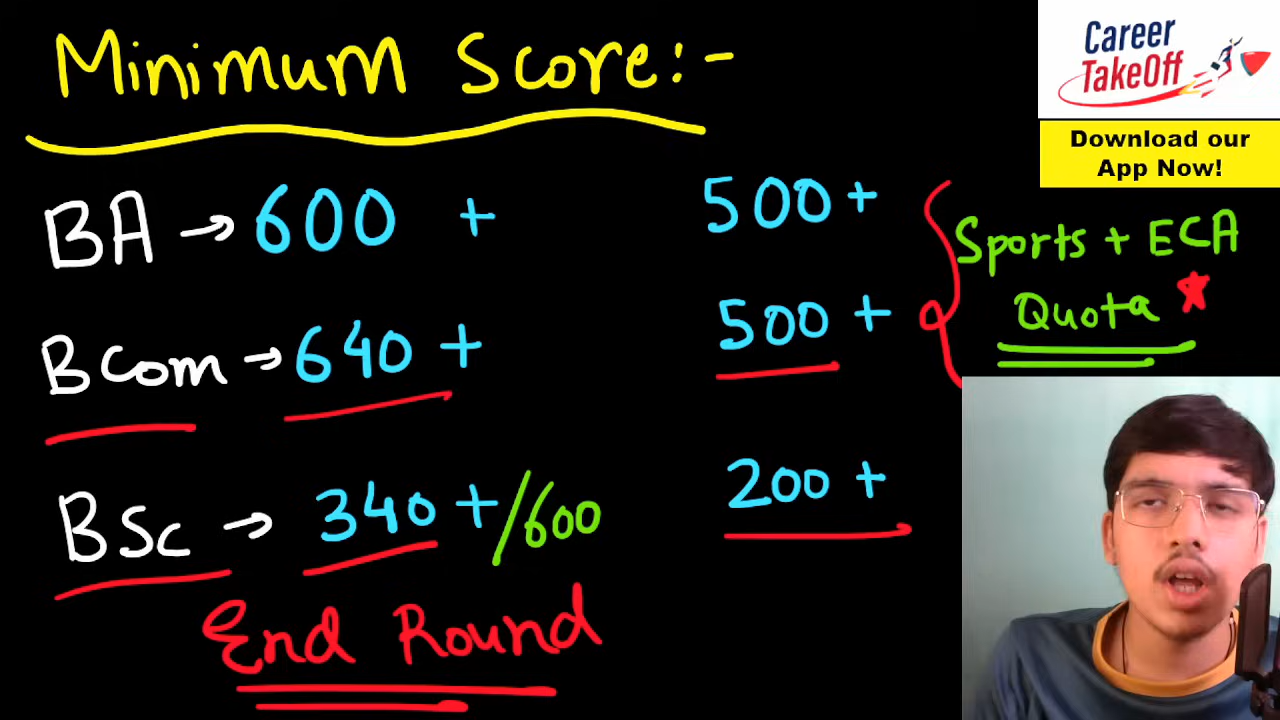 Minimum Score:-
Career
TakeOff
Download our
App Now!
BA → 600 + 500 +
Sports + ECA
Quota
Bcom → 640 + 500 +
BSc → 340 + /600 200 +
End Round